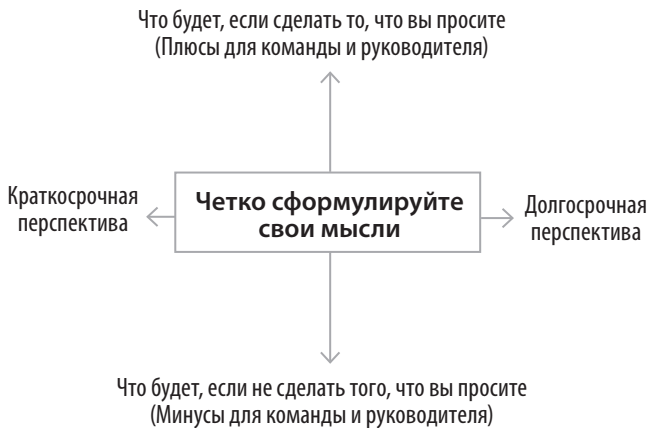 Что будет, если сделать то, что вы просите
(Плюсы для команды и руководителя)
Краткосрочная
перспектива
Четко сформулируйте
свои мысли
Долгосрочная
перспектива
Что будет, если не сделать того, что вы просите
(Минусы для команды и руководителя)